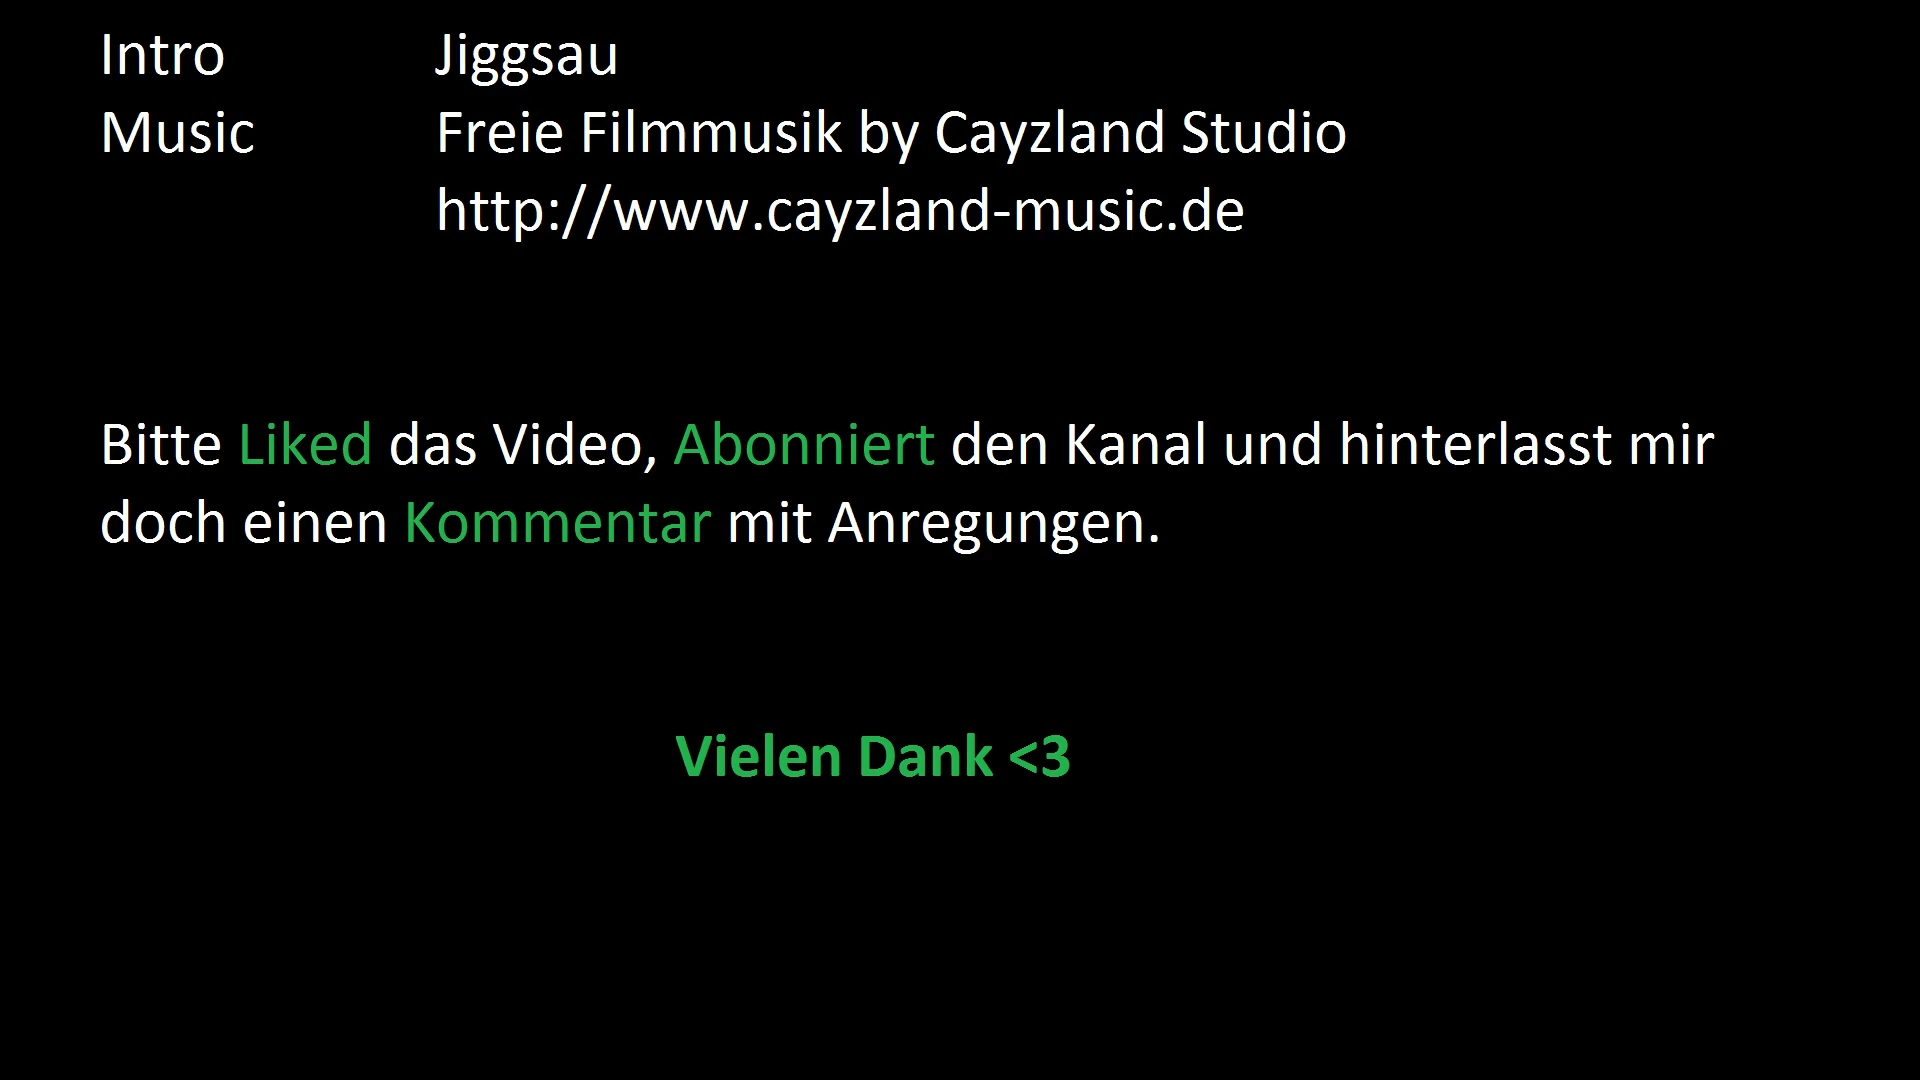 Intro Jiggsau
Music Freie Filmmusik by Cayzland Studio
http://www.cayzland-music.de
Bitte Liked das Video, Abonniert den Kanal und hinterlasst mir
doch einen Kommentar mit Anregungen.
Vielen Dank <3